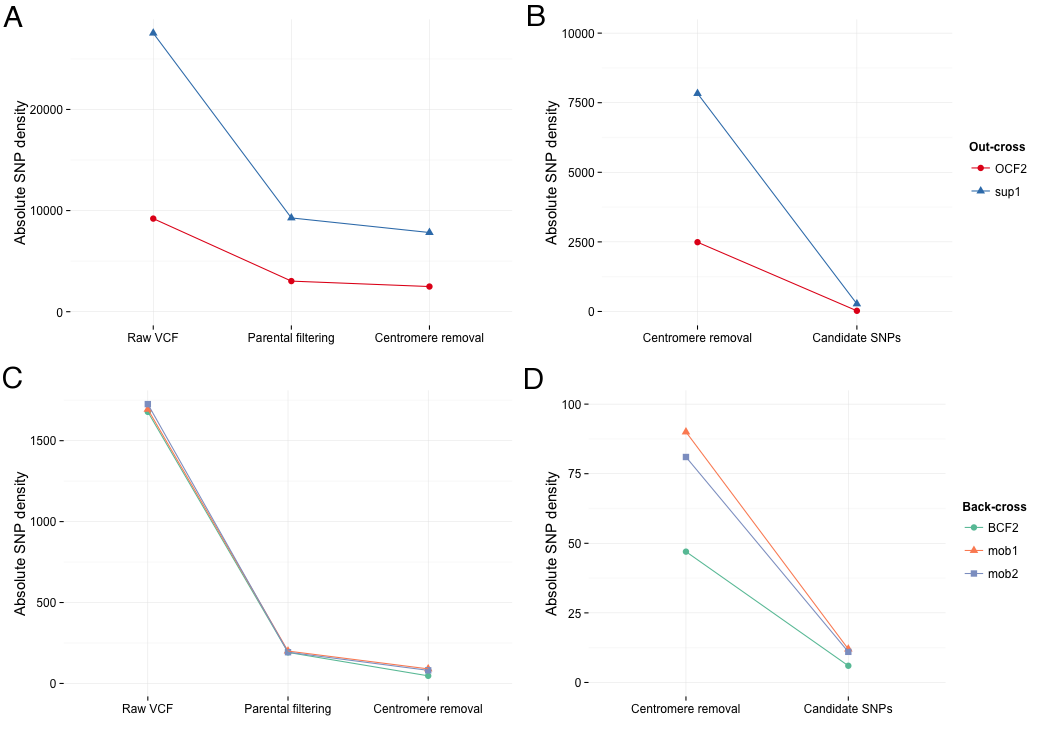 A
Absolute SNP density
20000
10000
0
Raw VCF
Parental filtering
Centromere removal
B
Absolute SNP density
10000
7500
5000
2500
0
Centromere removal
Candidate SNPs
Out-cross
OCF2
sup1
C
Absolute SNP density
1500
1000
500
0
Raw VCF
Parental filtering
Centromere removal
D
Absolute SNP density
100
75
50
25
0
Centromere removal
Candidate SNPs
Back-cross
BCF2
mob1
mob2